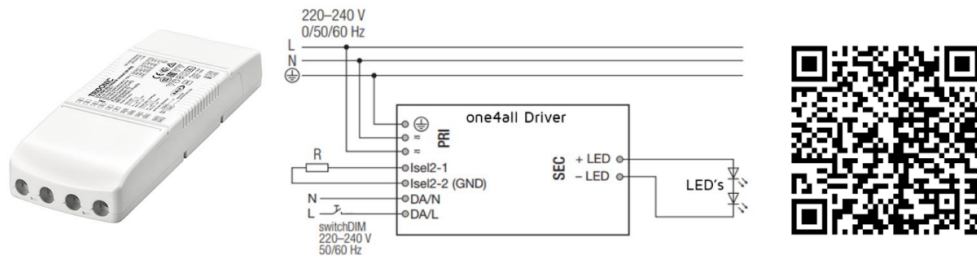 TRIDONIC
220–240 V
0/50/60 Hz
L
N
one4all Driver
PRI
=
=
R
Isel2-1
Isel2-2 (GND)
N
DA/N
L
DA/L
switchDIM
220–240 V
50/60 Hz
SEC
+ LED
– LED
LED's